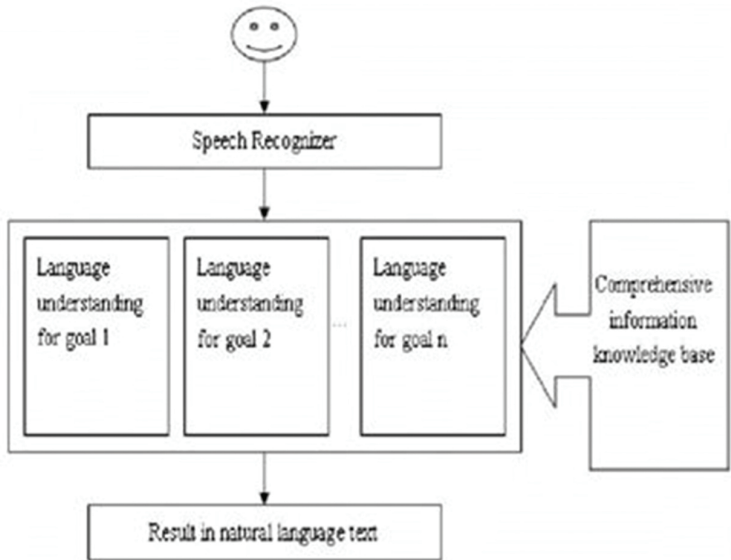 Speech Recognizer
Language
understanding
for goal 1
Language
understanding
for goal 2
...
Language
understanding
for goal n
Comprehensive
information
knowledge base
Result in natural language text